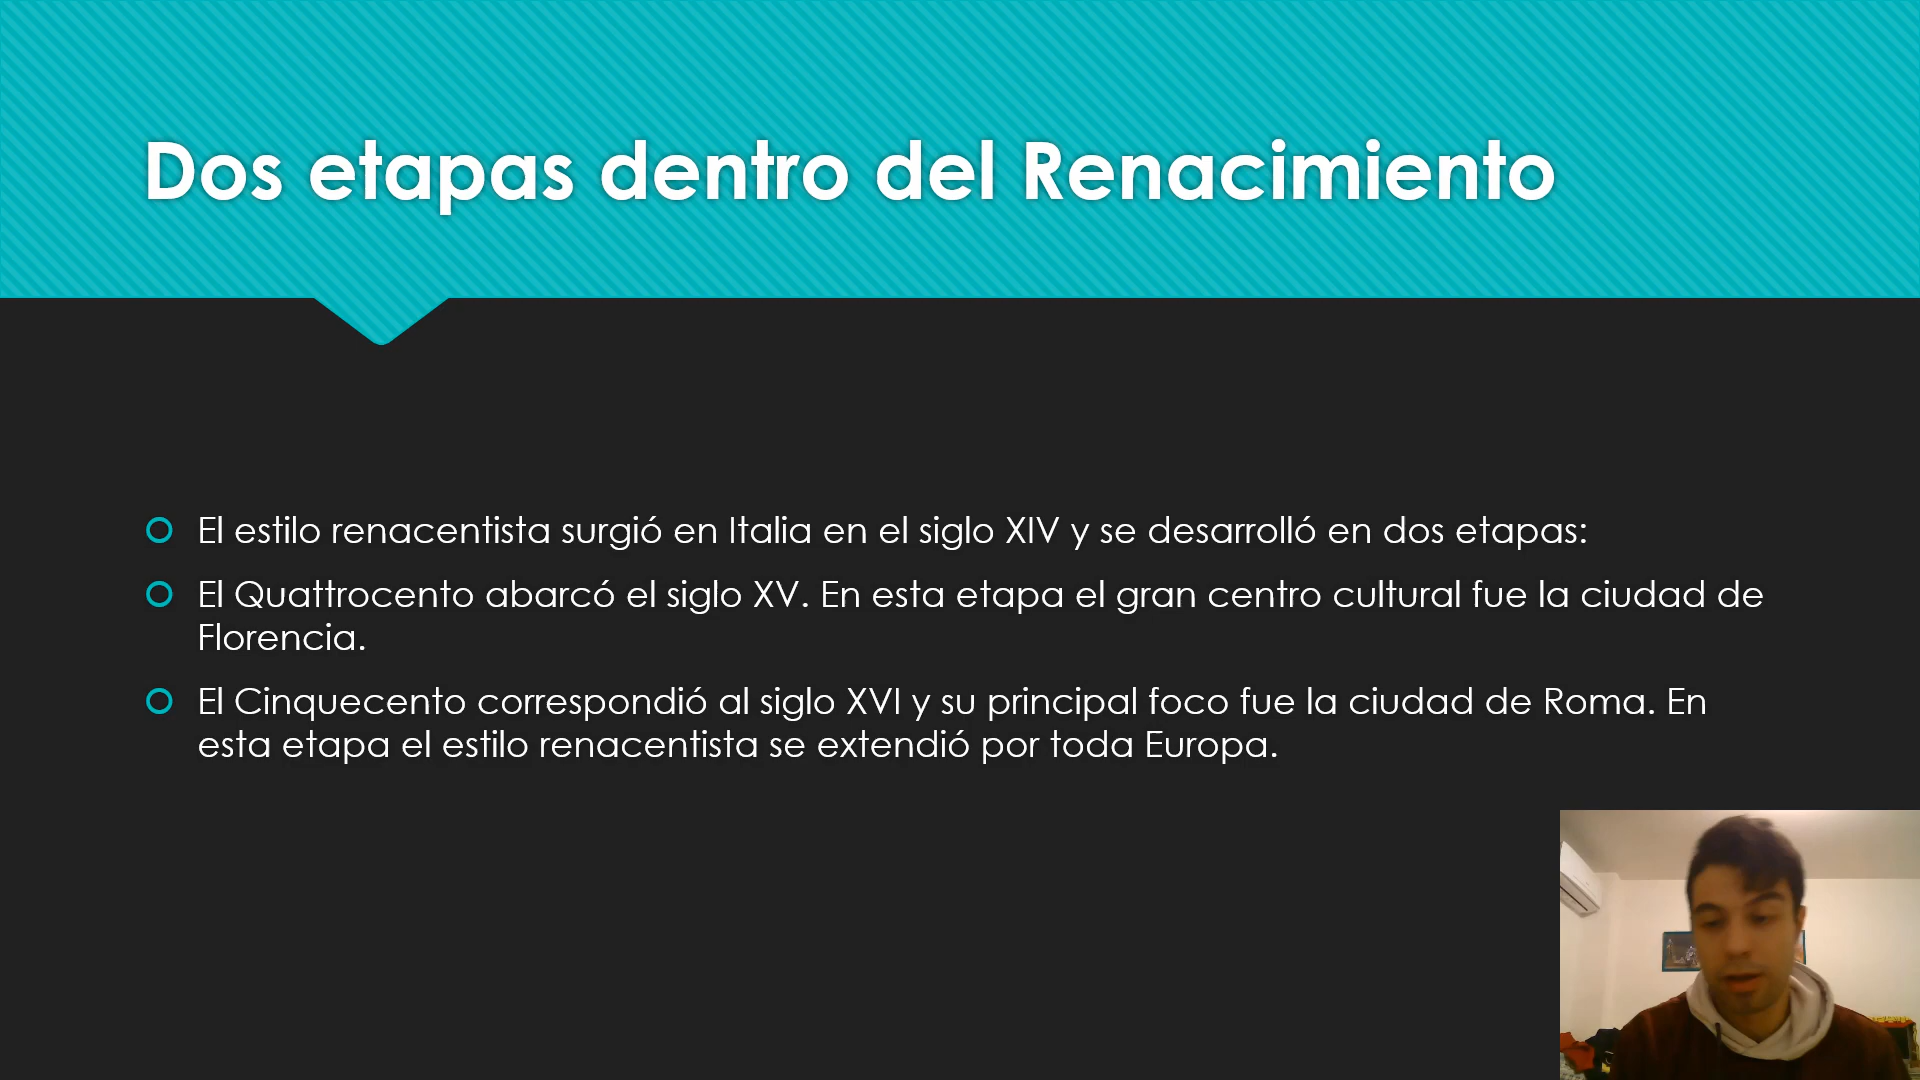 Dos etapas dentro del Renacimiento
El estilo renacentista surgió en Italia en el siglo XIV y se desarrolló en dos etapas:
El Quattrocento abarcó el siglo XV. En esta etapa el gran centro cultural fue la ciudad de
Florencia.
El Cinquecento correspondió al siglo XVI y su principal foco fue la ciudad de Roma. En
esta etapa el estilo renacentista se extendió por toda Europa.